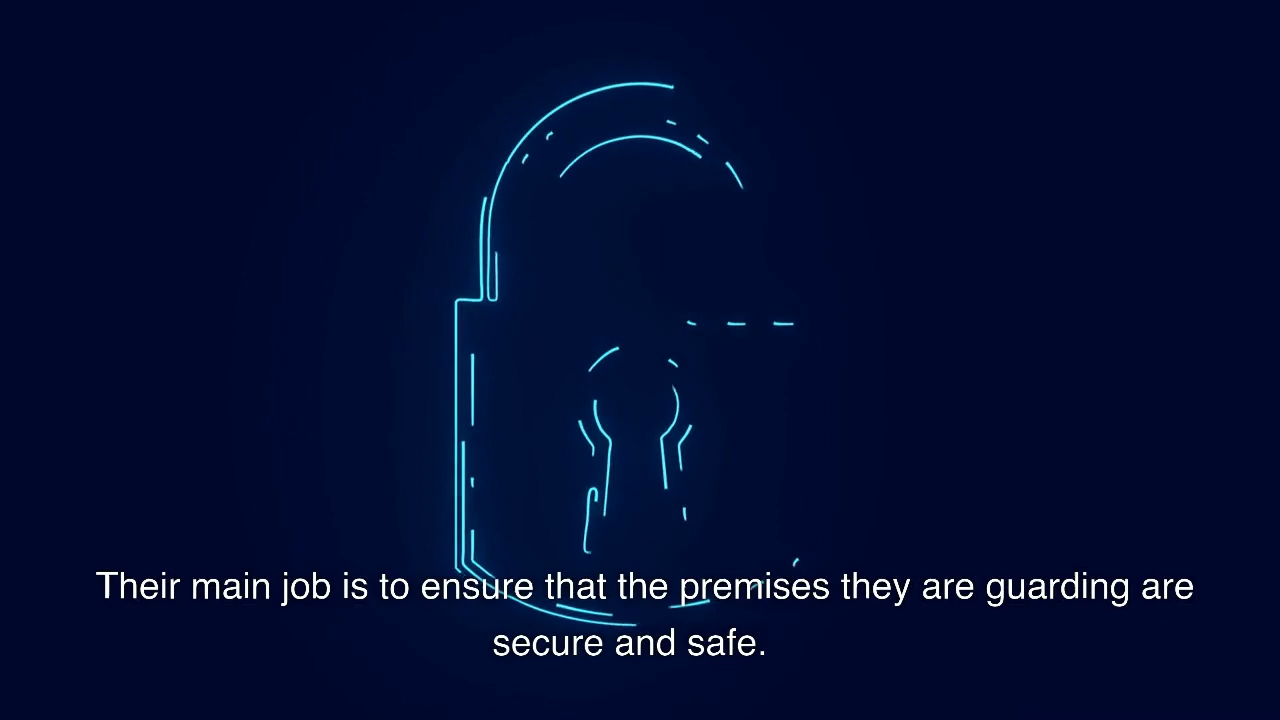 Their main job is to ensure that the premises they are guarding are
secure and safe.